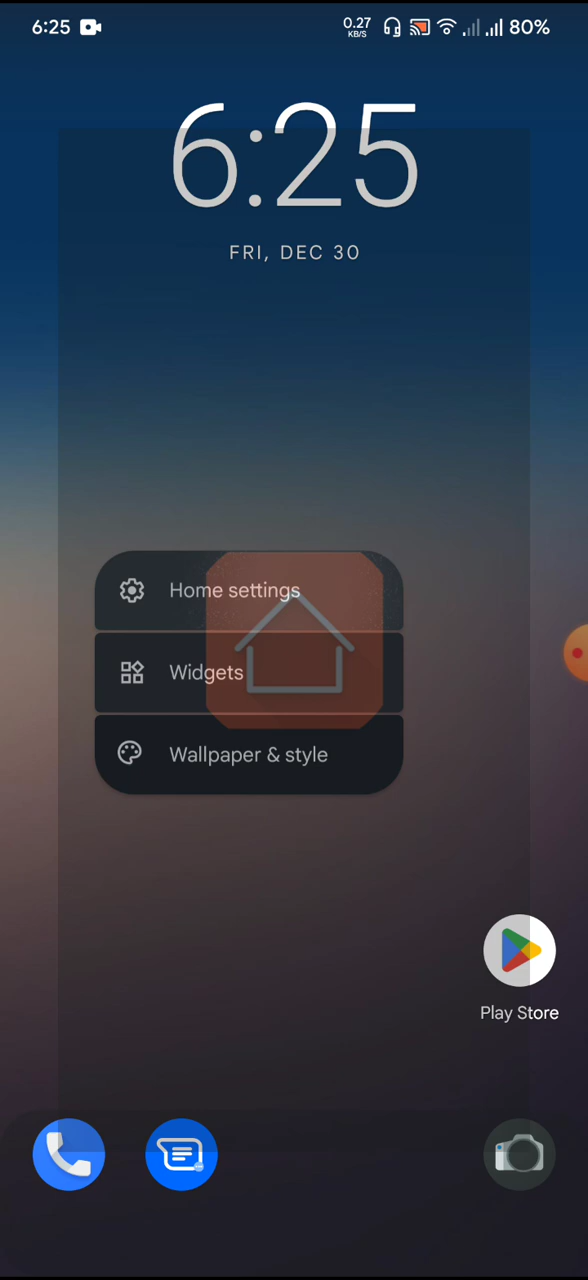 6:25
0.27
KB/S
80%
6:25
FRI, DEC 30
Home settings
Widgets
Wallpaper & style
Play Store